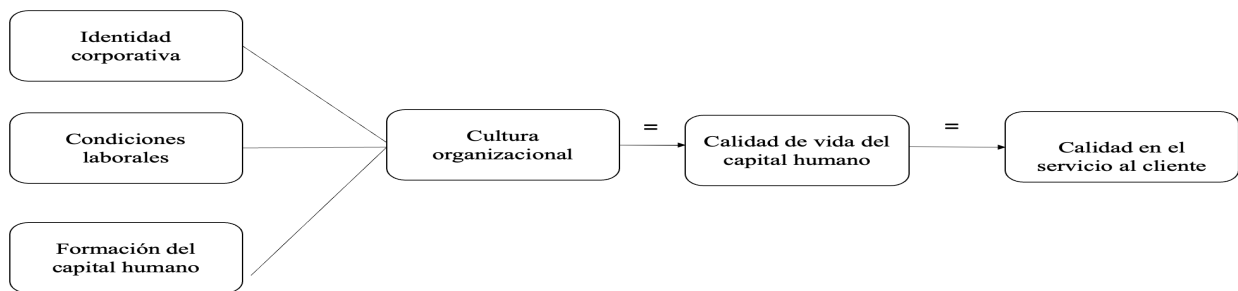 Identidad
corporativa
Condiciones
laborales
Formación del
capital humano
Cultura
organizacional
=
Calidad de vida del
capital humano
=
Calidad en el
servicio al cliente